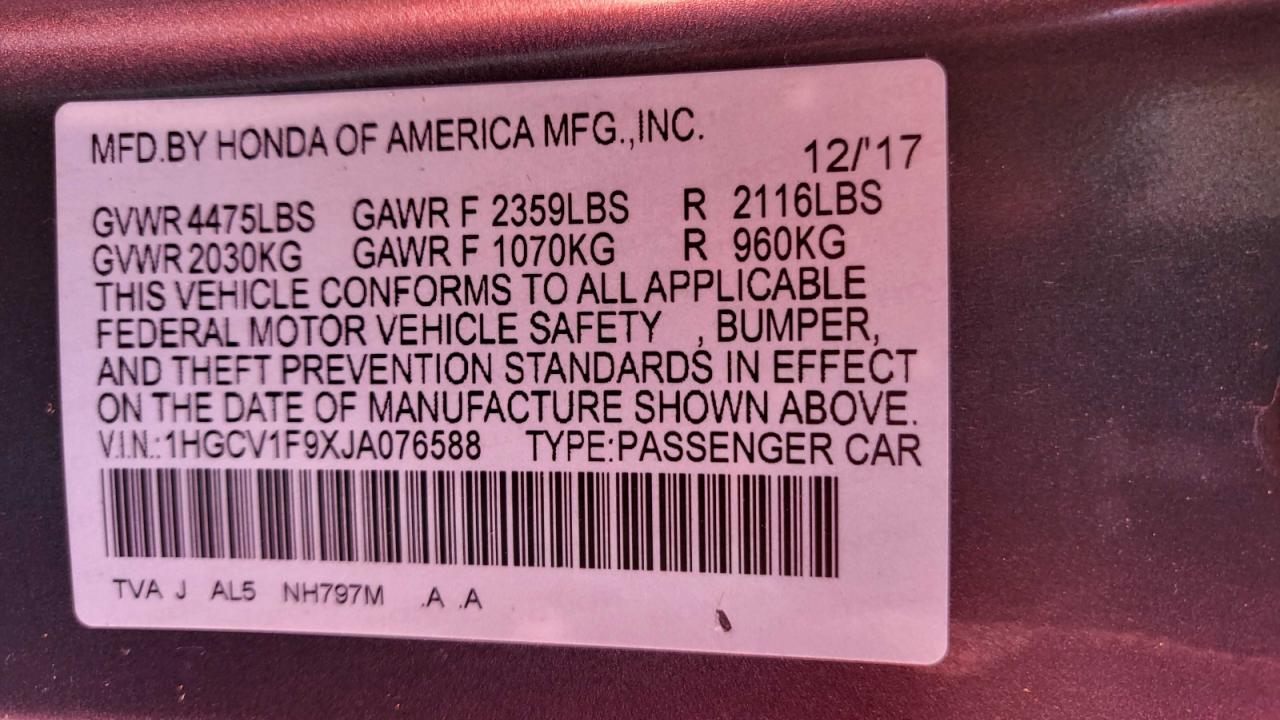 MFD.BY HONDA OF AMERICA MFG.,INC.
12/'17
GVWR 4475LBS GAWR F 2359LBS R 2116LBS
GVWR 2030KG GAWR F 1070KG R 960KG
THIS VEHICLE CONFORMS TO ALL APPLICABLE
FEDERAL MOTOR VEHICLE SAFETY , BUMPER,
AND THEFT PREVENTION STANDARDS IN EFFECT
ON THE DATE OF MANUFACTURE SHOWN ABOVE.
V.I.N.:1HGCV1F9XJA076588 TYPE:PASSENGER CAR
TVA J AL5 NH797M .A .A